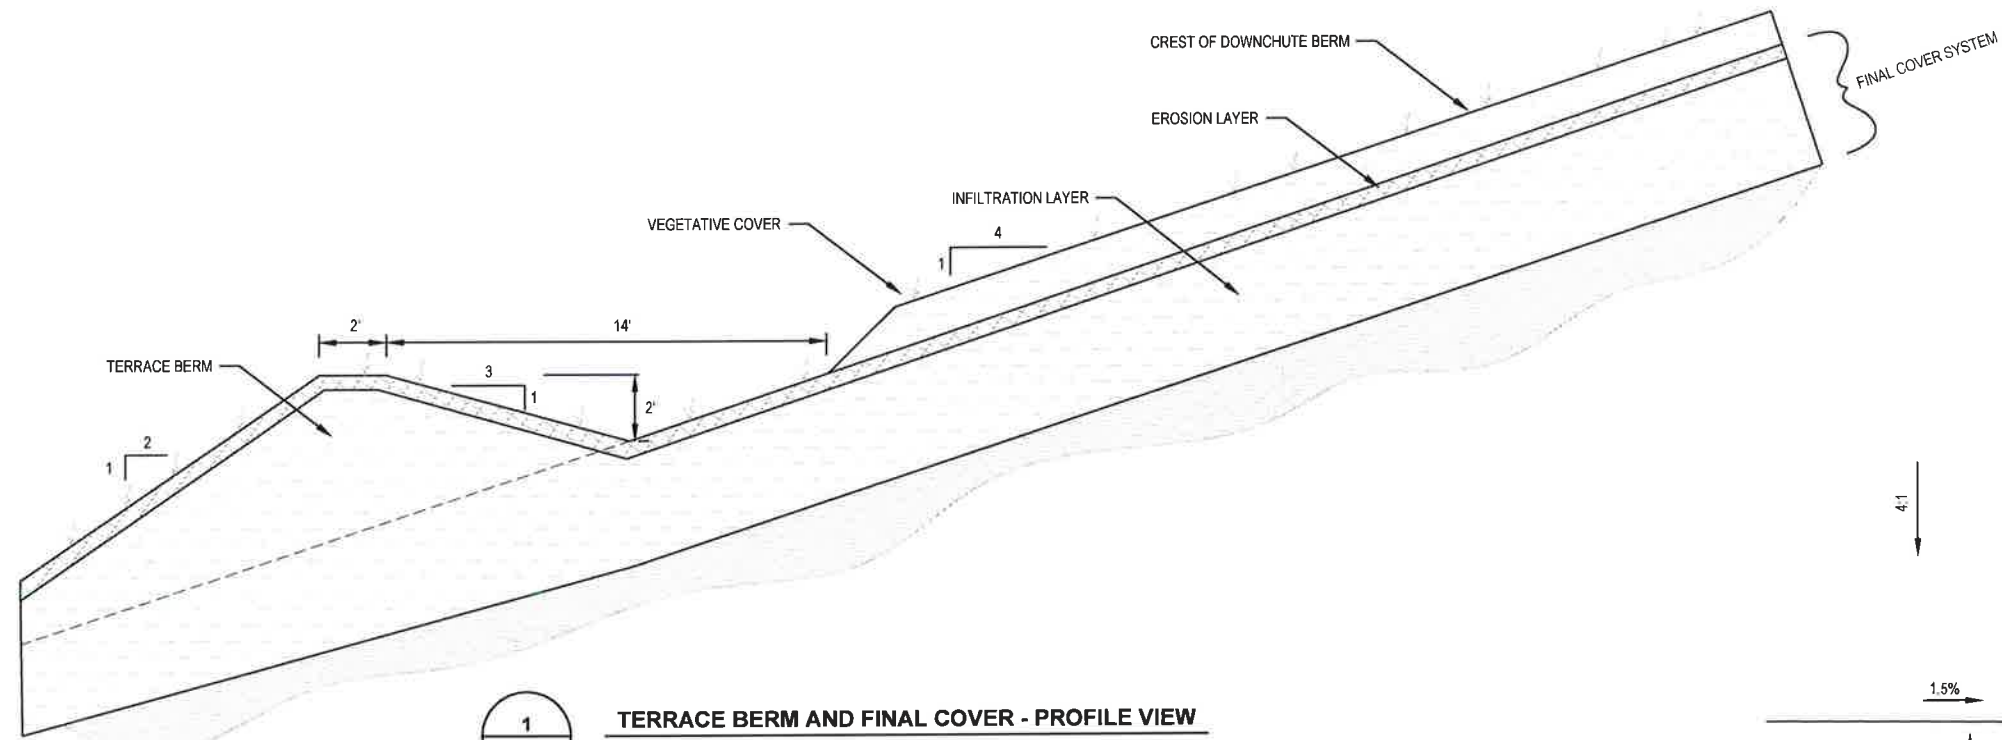 CREST OF DOWNCHUTE BERM
FINAL COVER SYSTEM
EROSION LAYER
INFILTRATION LAYER
VEGETATIVE COVER
4
1
2'
14'
TERRACE BERM
3
1
2'
2
1
4:1
1.5%
1
TERRACE BERM AND FINAL COVER - PROFILE VIEW